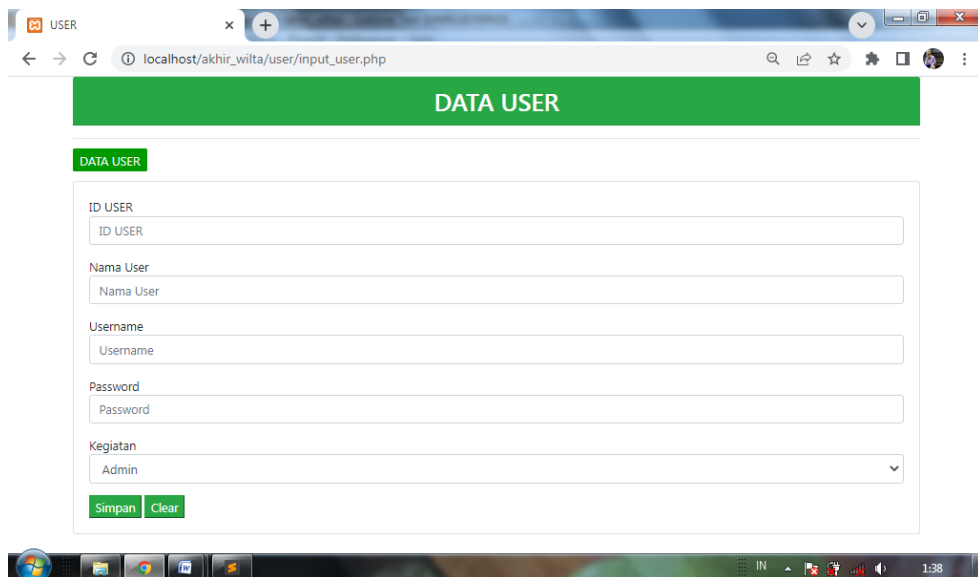 USER
localhost/akhir_wilta/user/input_user.php
DATA USER
DATA USER
ID USER
ID USER
Nama User
Nama User
Username
Username
Password
Password
Kegiatan
Admin
Simpan Clear
IN 1:38